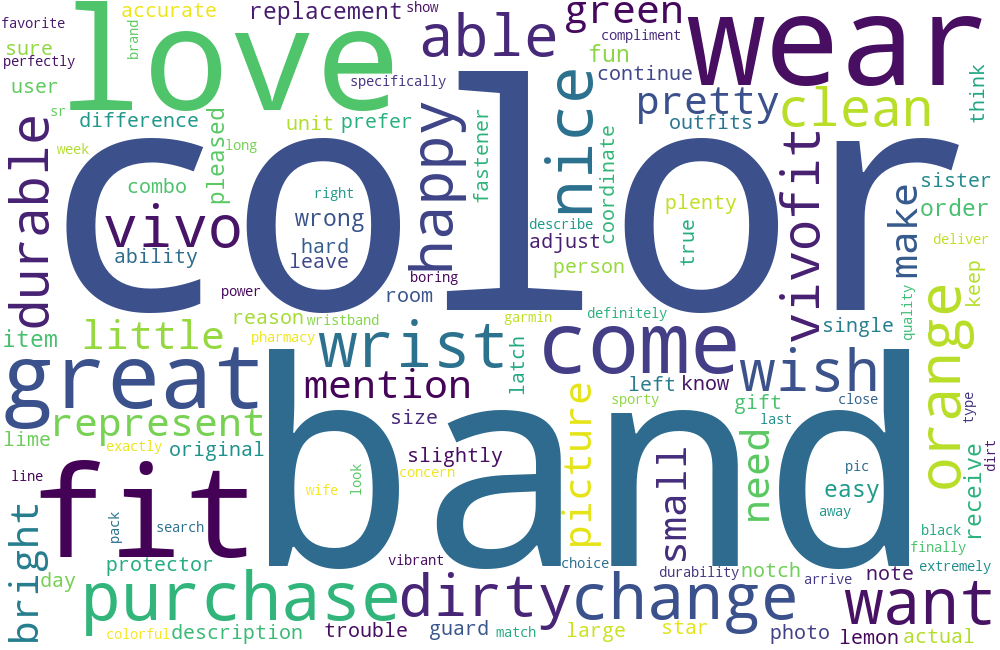 favorite
accurate
replacement
show
green
compliment
sure
brand
love
able
wear
fun
perfectly
user
specifically
continue
think
sr
difference
unit
prefer
happy
nice
pretty
clean
outfits
week
combo
pleased
long
fastener
coordinate
durable
color
right
plenty
vivofit
make
sister
order
vivo
wrong
describe
adjust
true
deliver
ability
hard
leave
boring
person
keep
power
room
orange
item
little
reason
wristband
garmin
definitely
single
quality
pharmacy
wrist
come
wish
great
latch
mention
left
know
close
type
represent
size
sporty
gift
last
lime
exactly
original
slightly
picture
need
small
dirt
line
fit
band
concern
look
pic
easy
receive
wife
away
bright
pack
search
black
finally
protector
vibrant
choice
durability
notch
arrive
note
extremely
day
purchase
dirty
change
want
colorful
description
trouble
guard
match
large
star
photo
lemon
actual